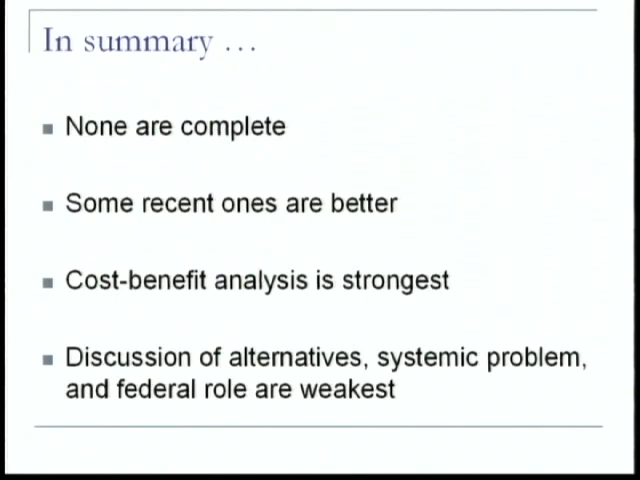 In summary …
None are complete
Some recent ones are better
Cost-benefit analysis is strongest
Discussion of alternatives, systemic problem,
and federal role are weakest